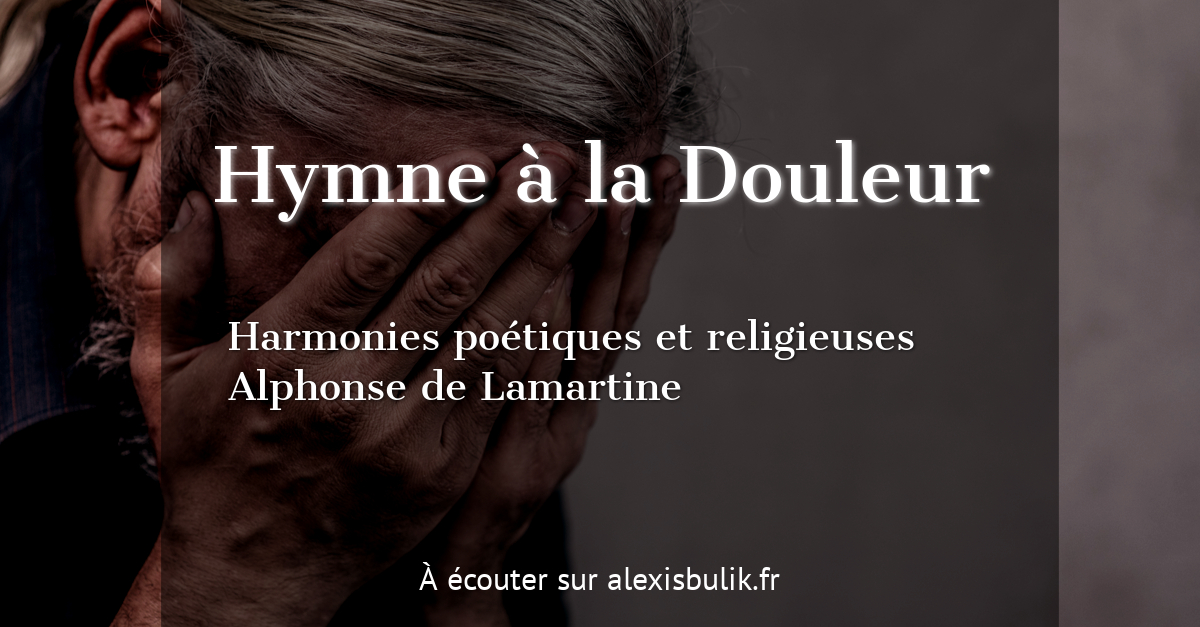 Hymne à la Douleur
Harmonies poétiques et religieuses
Alphonse de Lamartine
À écouter sur alexisbulik.fr